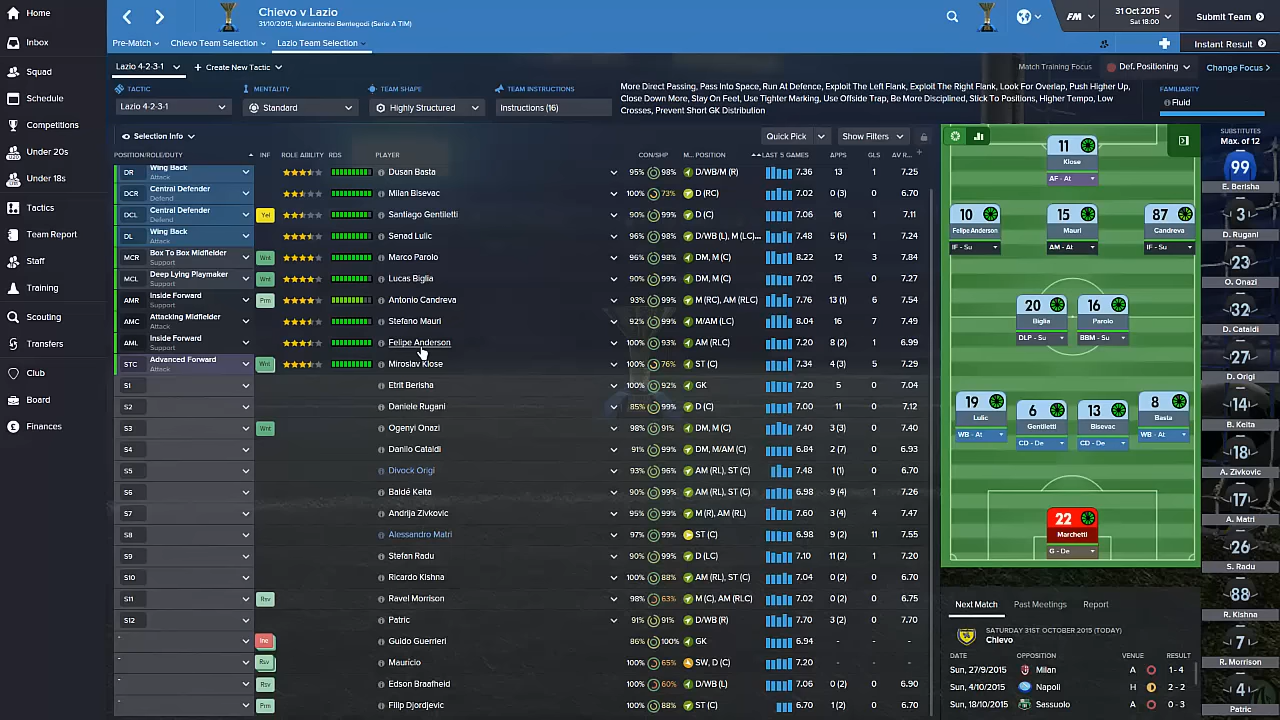 Home
Inbox
Squad
Schedule
Competitions
Under 20s
Under 18s
Tactics
Team Report
Staff
Training
Scouting
Transfers
Club
Board
Finances
Chievo v Lazio
31/10/2015, Marcantonio Bentegodi (Serie A TIM)
FM
31 Oct 2015
Sat 18:00
Submit Team
Pre-Match
Chievo Team Selection
Lazio Team Selection
Instant Result
Lazio 4-2-3-1
Create New Tactic
Match Training Focus
Def. Positioning
Change Focus >
TACTIC
Lazio 4-2-3-1
MENTALITY
Standard
TEAM SHAPE
Highly Structured
TEAM INSTRUCTIONS
Instructions (16)
More Direct Passing, Pass Into Space, Run At Defence, Exploit The Left Flank, Exploit The Right Flank, Look For Overlap, Push Higher Up,
Close Down More, Stay On Feet, Use Tighter Marking, Use Offside Trap, Be More Disciplined, Stick To Positions, Higher Tempo, Low
Crosses, Prevent Short GK Distribution
FAMILIARITY
Fluid
Selection Info
Quick Pick
Show Filters
POSITION/ROLE/DUTY INF ROLE ABILITY RDS PLAYER CON/SHP M... POSITION LAST 5 GAMES APPS GLS AV R...
DR Wing Back Attack Dusan Basta 96% 98% D/WB/M (R) 7.36 13 1 7.25
DCR Central Defender Defend Milan Bisevac 100% 73% D (RC) 7.02 0 (3) 0 6.70
DCL Central Defender Defend Yel Santiago Gentiletti 90% 99% D (C) 7.06 16 1 7.11
DL Wing Back Attack Senad Lulic 96% 99% D/WB (L), M (LC)... 7.48 5 (5) 1 7.24
MCR Box To Box Midfielder Support Wnt Marco Parolo 96% 98% DM, M (C) 8.22 12 3 7.84
MCL Deep Lying Playmaker Support Wnt Lucas Biglia 90% 99% DM, M (C) 7.02 15 0 7.27
AMR Inside Forward Support Prm Antonio Candreva 93% 99% M (RC), AM (RLC) 7.78 13 (1) 6 7.54
AMC Attacking Midfielder Attack Stefano Mauri 92% 99% M/AM (LC) 8.04 16 7 7.49
AML Inside Forward Support Felipe Anderson 100% 93% AM (RLC) 7.20 8 (2) 1 6.99
STC Advanced Forward Attack Wnt Miroslav Klose 100% 76% ST (C) 7.34 4 (3) 5 7.29
S1 Etrit Berisha 100% 92% GK 7.20 5 - 7.04
S2 Daniele Rugani 85% 99% D (C) 7.00 11 0 7.12
S3 Wnt Ogenyi Onazi 98% 91% DM, M (C) 7.40 3 (3) 0 7.40
S4 Danilo Cataldi 91% 99% DM, M/AM (C) 6.84 2 (7) 0 6.93
S5 Divock Origi 93% 96% AM (RL), ST (C) 7.48 1 (1) 0 6.70
S6 Baldé Keita 90% 99% AM (RL), ST (C) 6.98 9 (4) 1 7.26
S7 Andrija Zivkovic 95% 99% M (R), AM (RL) 7.60 3 (4) 4 7.47
S8 Alessandro Matri 97% 99% ST (C) 6.98 9 (2) 11 7.55
S9 Stefan Radu 90% 99% D (LC) 7.10 11 (2) 1 7.20
S10 Ricardo Kishna 100% 88% AM (RL), ST (C) 7.04 0 (2) 0 6.70
S11 Rsv Ravel Morrison 98% 63% M (C), AM (RLC) 7.02 0 (2) 0 6.75
S12 Patric 91% 91% D/WB (R) 7.70 3 (2) 0 7.70
- Ine Guido Guerrieri 86% 100% GK 6.94 - - -
- Rsv Maurício 100% 65% SW, D (C) 7.20 - - -
- Rsv Edson Braafheid 100% 60% D/WB (L) 7.06 2 (2) 0 6.90
- Prm Filip Djordjevic 100% 88% ST (C) 6.70 1 (2) 0 6.70
11
Klose
AF - At
10 15 87
Felipe Anderson Mauri Candreva
IF - Su AM - At IF - Su
20 16
Biglia Parolo
DLP - Su BBM - Su
19 6 13 8
Lulic Gentiletti Bisevac Basta
WB - At CD - De CD - De WB - At
22
Marchetti
G - De
SUBSTITUTES
Max. of 12
99
E. Berisha
3
D. Rugani
23
O. Onazi
32
D. Cataldi
27
D. Origi
14
B. Keita
18
A. Zivkovic
17
A. Matri
26
S. Radu
88
R. Kishna
7
R. Morrison
4
Patric
Next Match Past Meetings Report
SATURDAY 31ST OCTOBER 2015 (TODAY)
Chievo
DATE OPPOSITION VENUE RESULT
Sun, 27/9/2015 Milan A 1-4
Sun, 4/10/2015 Napoli H 2-2
Sun, 18/10/2015 Sassuolo A 0-3